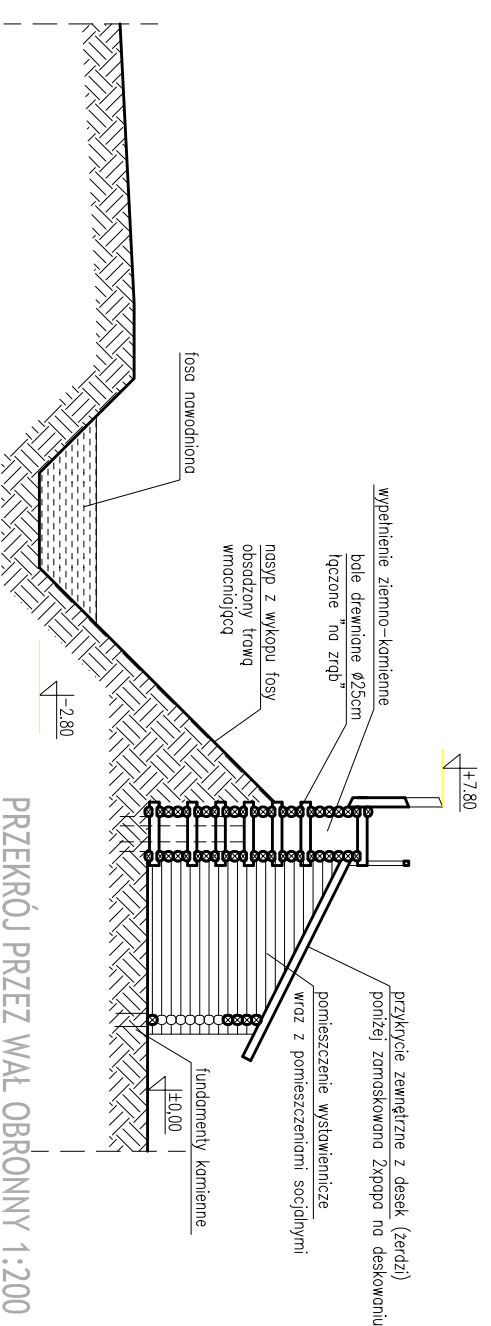 +7.80
przykrycie zewnętrzne z desek (żerdzi)
poniżej zamaskowana 2xpapa na deskowaniu
wypełnienie ziemno-kamienne
bale drewniane Ø25cm
łączone "na zrąb"
pomieszczenie wystawiennicze
wraz z pomieszczeniami socjalnymi
nasyp z wykopu fosy
obsadzony trawą
wmacniającą
fosa nawodniona
fundamenty kamienne
±0,00
-2.80
PRZEKRÓJ PRZEZ WAŁ OBRONNY 1:200